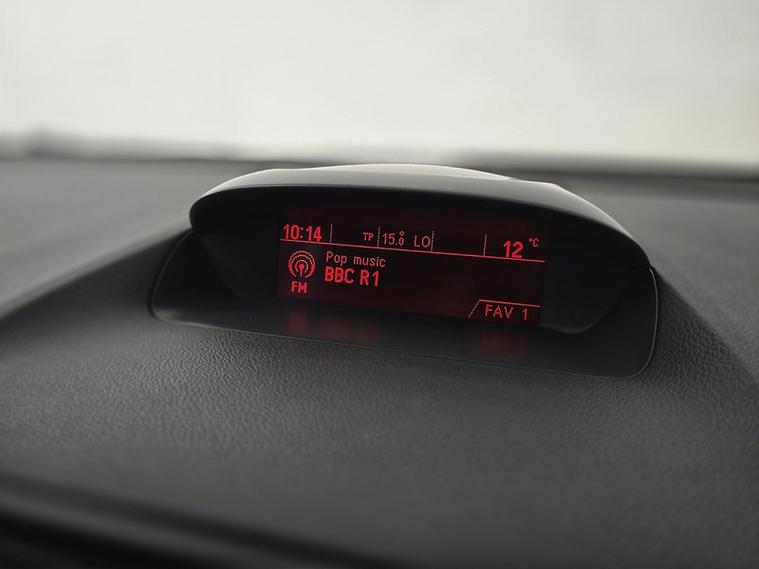 10:14 TP 15.0° LO 12 °C
Pop music
BBC R1
FM
FAV 1